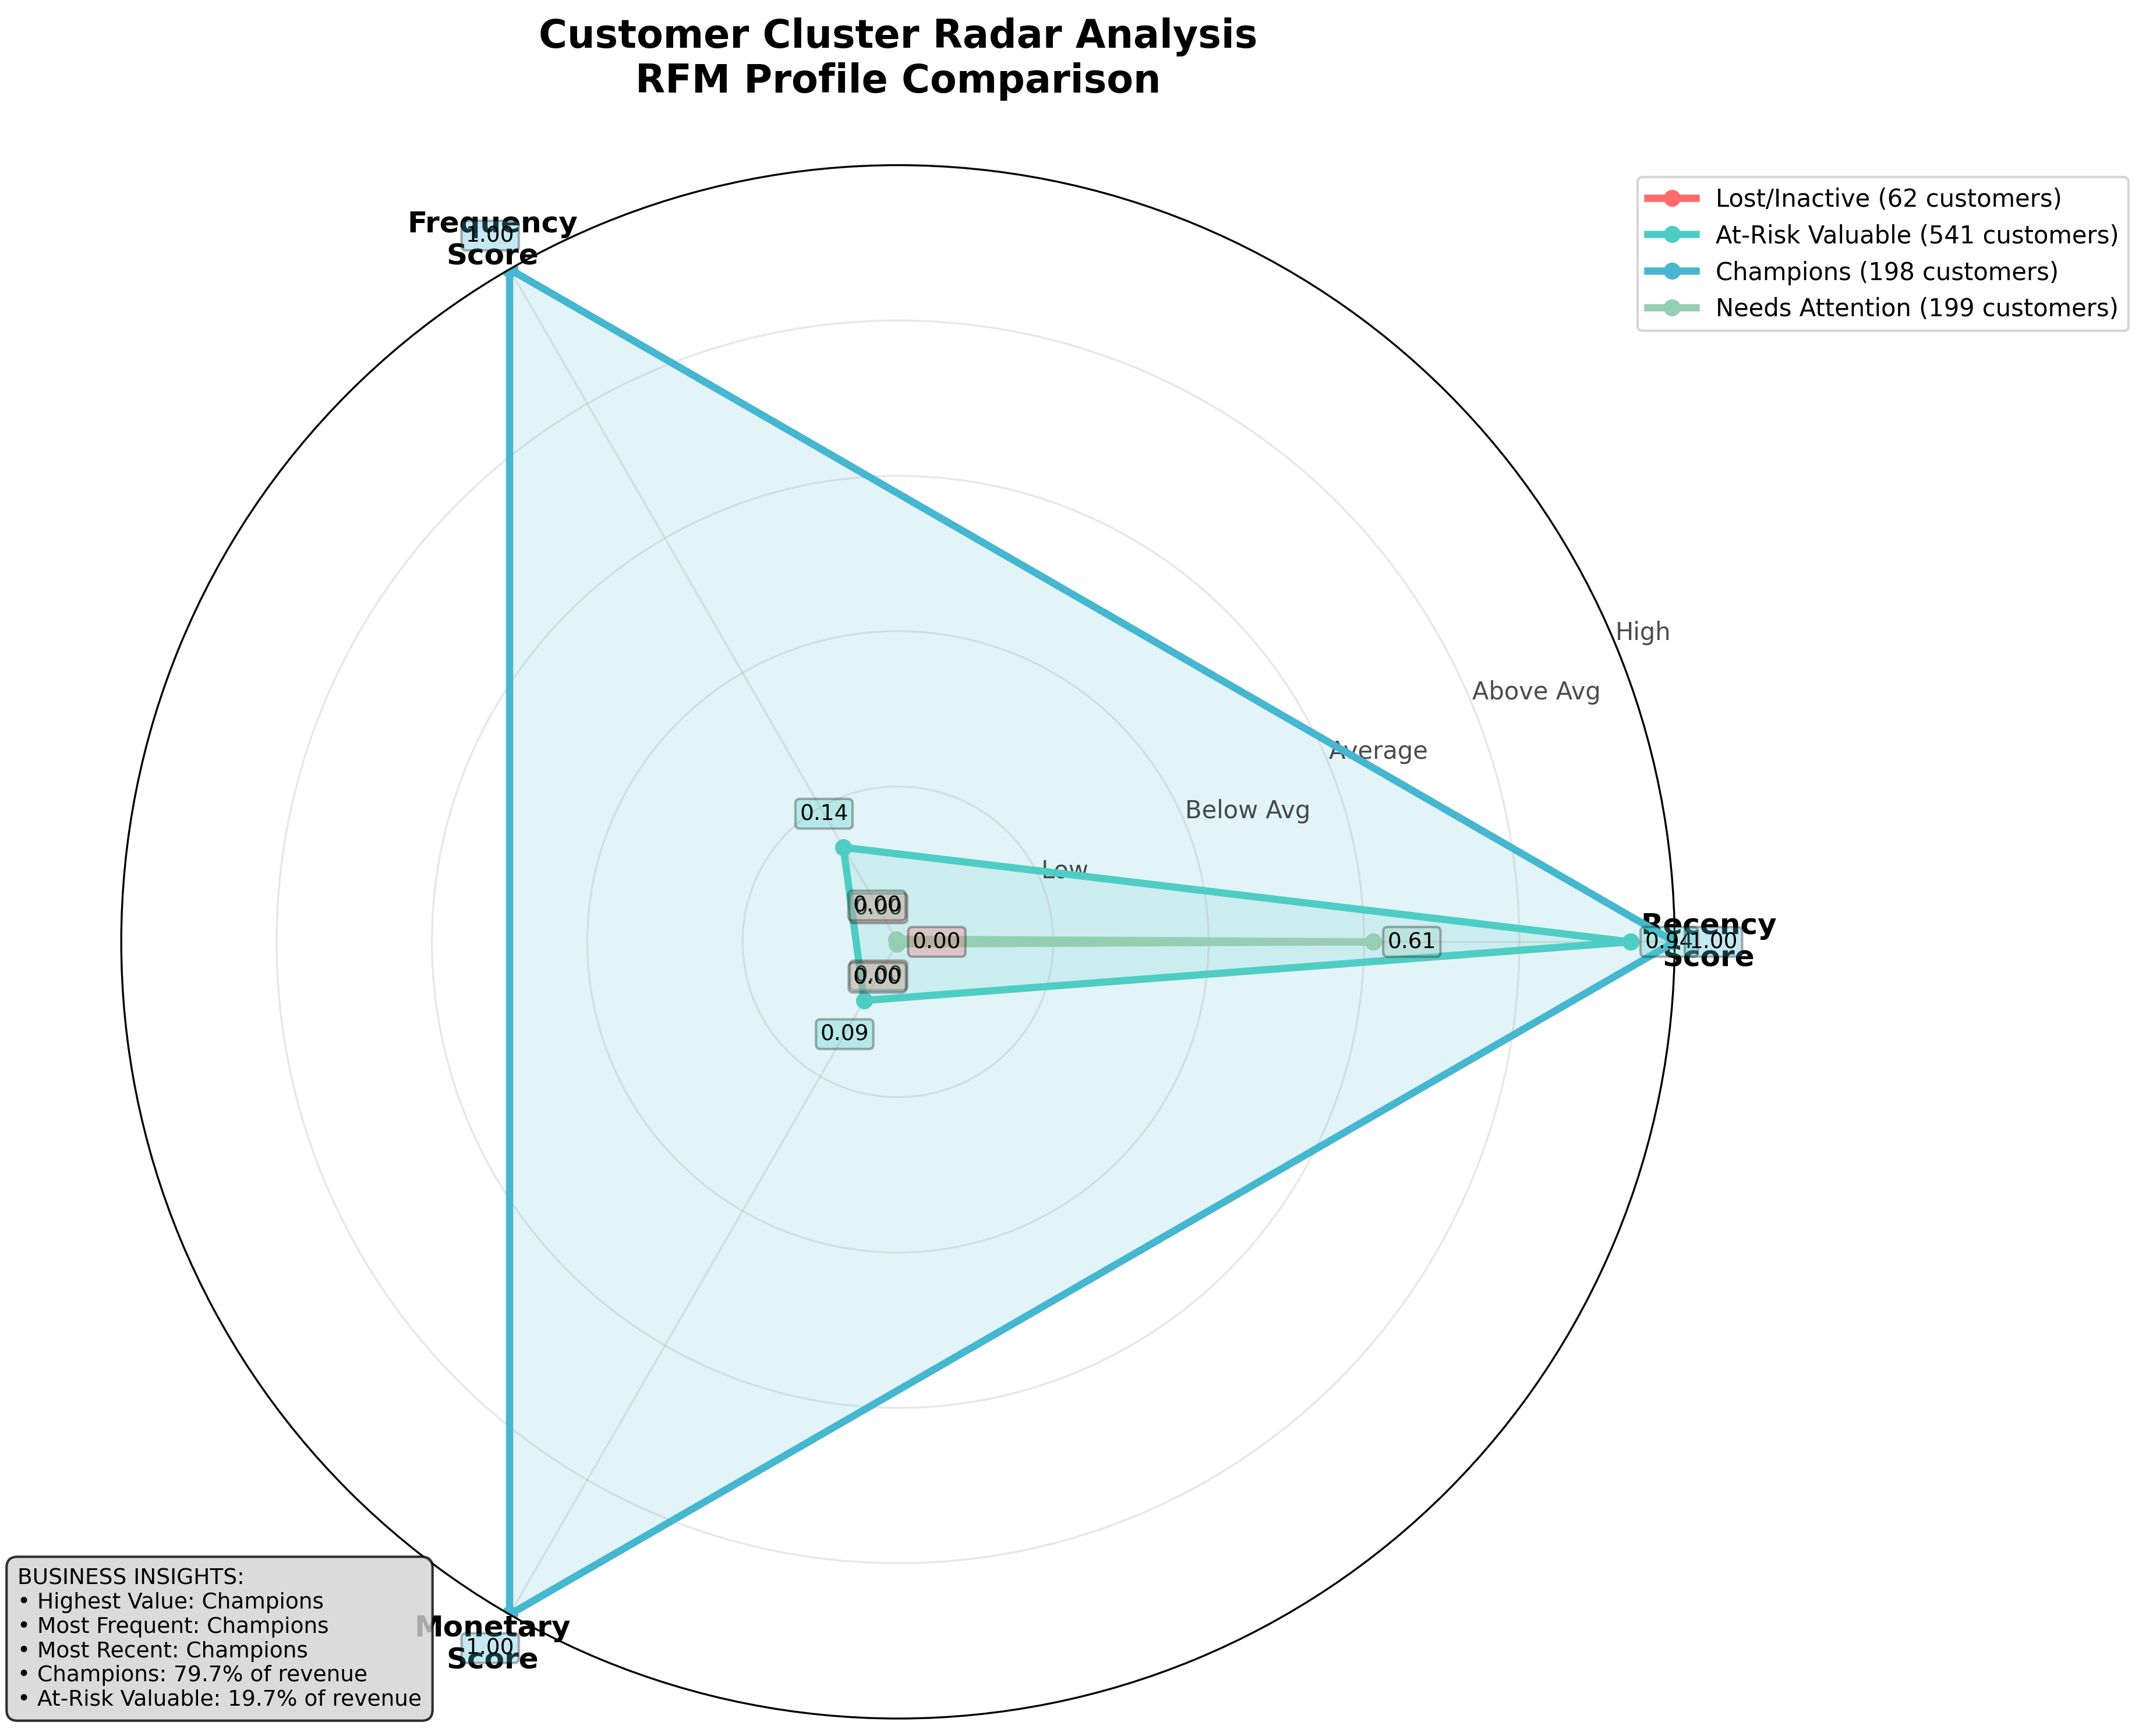 Customer Cluster Radar Analysis
RFM Profile Comparison
Lost/Inactive (62 customers)
At-Risk Valuable (541 customers)
Champions (198 customers)
Needs Attention (199 customers)
Frequency
Score
1.00
High
Above Avg
Average
Below Avg
Low
0.14
0.00
0.00
0.00
0.61
Recency
Score
0.94
1.00
0.00
0.00
0.09
Monetary
Score
1.00
BUSINESS INSIGHTS:
• Highest Value: Champions
• Most Frequent: Champions
• Most Recent: Champions
• Champions: 79.7% of revenue
• At-Risk Valuable: 19.7% of revenue